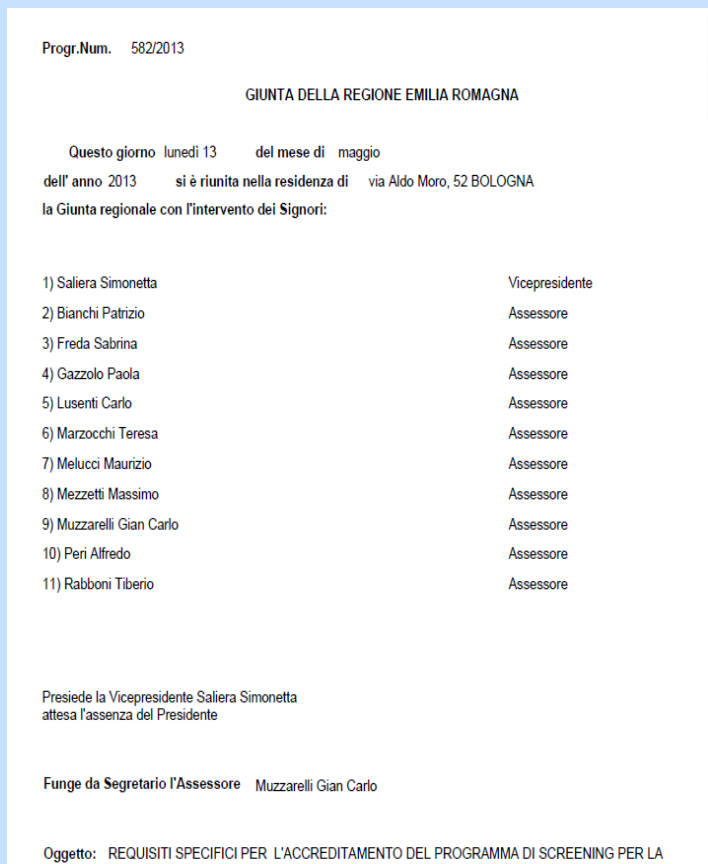 Progr.Num. 582/2013
GIUNTA DELLA REGIONE EMILIA ROMAGNA
Questo giorno lunedì 13 del mese di maggio
dell' anno 2013 si è riunita nella residenza di via Aldo Moro, 52 BOLOGNA
la Giunta regionale con l'intervento dei Signori:
1) Saliera Simonetta Vicepresidente
2) Bianchi Patrizio Assessore
3) Freda Sabrina Assessore
4) Gazzolo Paola Assessore
5) Lusenti Carlo Assessore
6) Marzocchi Teresa Assessore
7) Melucci Maurizio Assessore
8) Mezzetti Massimo Assessore
9) Muzzarelli Gian Carlo Assessore
10) Peri Alfredo Assessore
11) Rabboni Tiberio Assessore
Presiede la Vicepresidente Saliera Simonetta
attesa l'assenza del Presidente
Funge da Segretario l'Assessore Muzzarelli Gian Carlo
Oggetto: REQUISITI SPECIFICI PER L'ACCREDITAMENTO DEL PROGRAMMA DI SCREENING PER LA